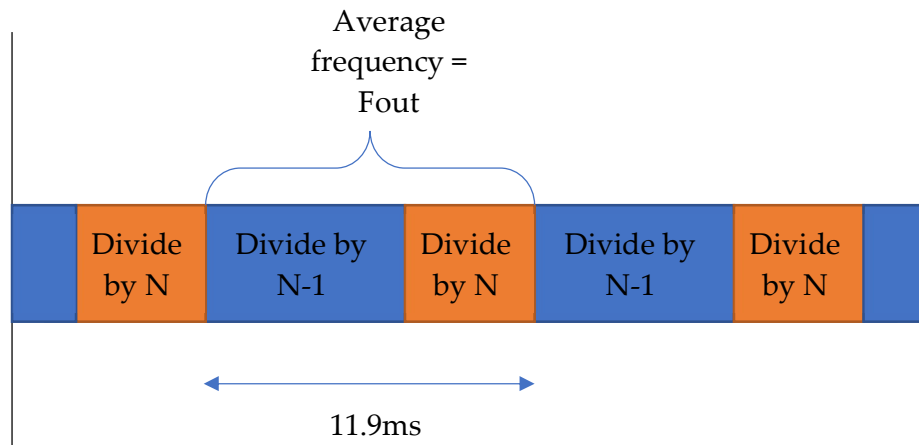 Average
frequency =
Fout
Divide
by N
Divide by
N-1
Divide
by N
Divide by
N-1
Divide
by N
11.9ms